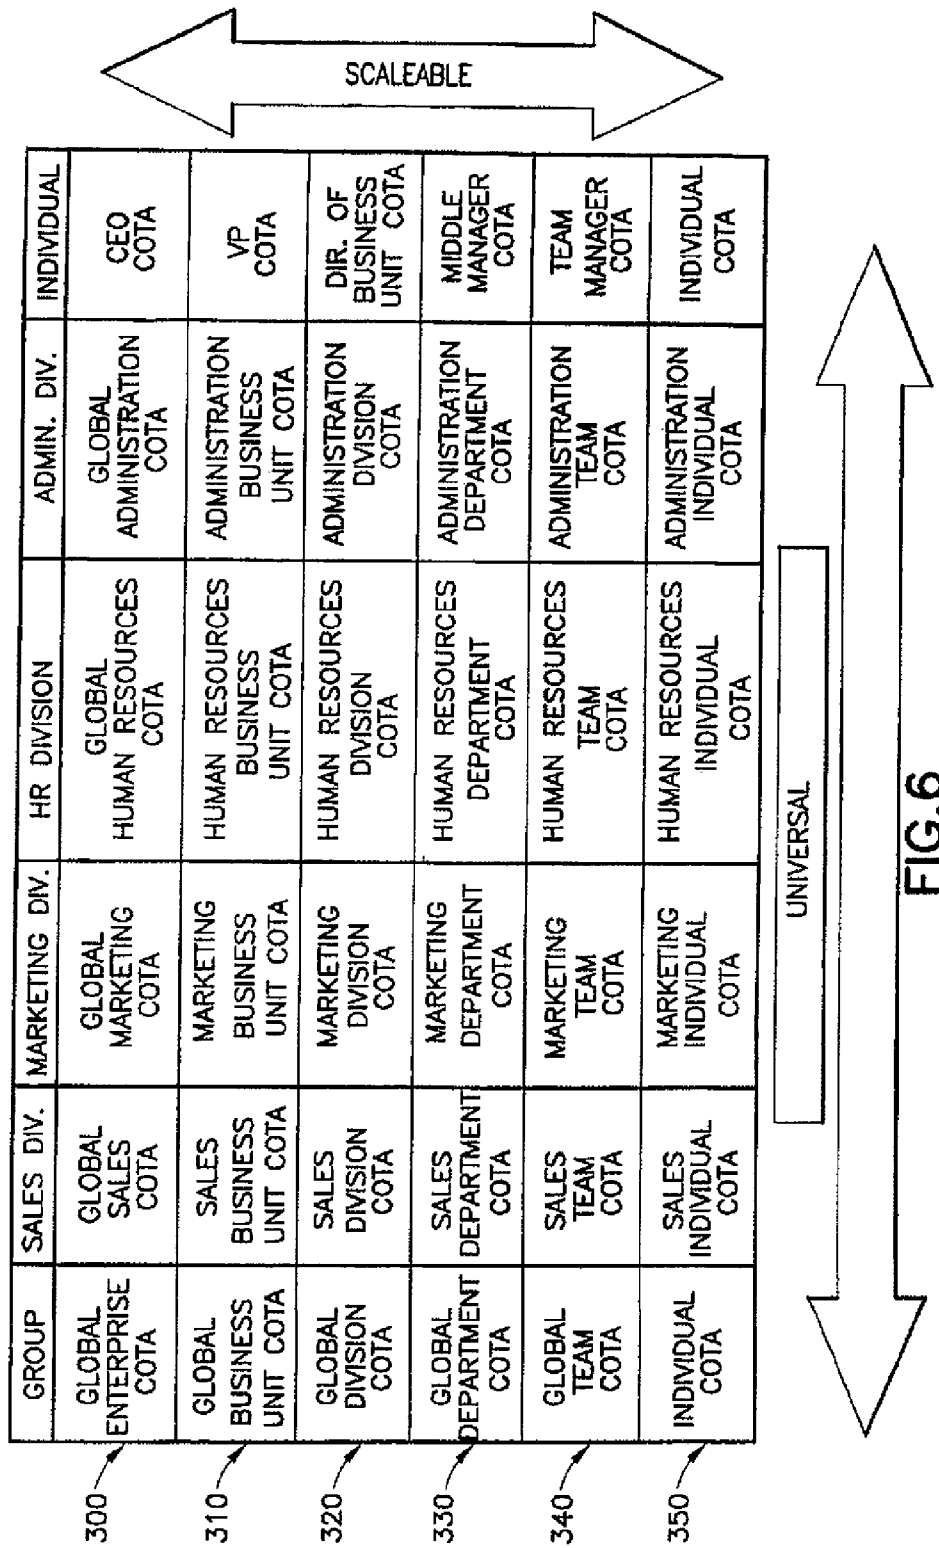 GROUP
SALES DIV.
MARKETING DIV.
HR DIVISION
ADMIN. DIV.
INDIVIDUAL
300
GLOBAL
ENTERPRISE
COTA
GLOBAL
SALES
COTA
GLOBAL
MARKETING
COTA
GLOBAL
HUMAN RESOURCES
COTA
GLOBAL
ADMINISTRATION
COTA
CEO
COTA
310
GLOBAL
BUSINESS
UNIT COTA
SALES
BUSINESS
UNIT COTA
MARKETING
BUSINESS
UNIT COTA
HUMAN RESOURCES
BUSINESS
UNIT COTA
ADMINISTRATION
BUSINESS
UNIT COTA
VP
COTA
320
GLOBAL
DIVISION
COTA
SALES
DIVISION
COTA
MARKETING
DIVISION
COTA
HUMAN RESOURCES
DIVISION
COTA
ADMINISTRATION
DIVISION
COTA
DIR. OF
BUSINESS
UNIT COTA
330
GLOBAL
DEPARTMENT
COTA
SALES
DEPARTMENT
COTA
MARKETING
DEPARTMENT
COTA
HUMAN RESOURCES
DEPARTMENT
COTA
ADMINISTRATION
DEPARTMENT
COTA
MIDDLE
MANAGER
COTA
340
GLOBAL
TEAM
COTA
SALES
TEAM
COTA
MARKETING
TEAM
COTA
HUMAN RESOURCES
TEAM
COTA
ADMINISTRATION
TEAM
COTA
TEAM
MANAGER
COTA
350
INDIVIDUAL
COTA
SALES
INDIVIDUAL
COTA
MARKETING
INDIVIDUAL
COTA
HUMAN RESOURCES
INDIVIDUAL
COTA
ADMINISTRATION
INDIVIDUAL
COTA
INDIVIDUAL
COTA
SCALEABLE
UNIVERSAL
FIG.6